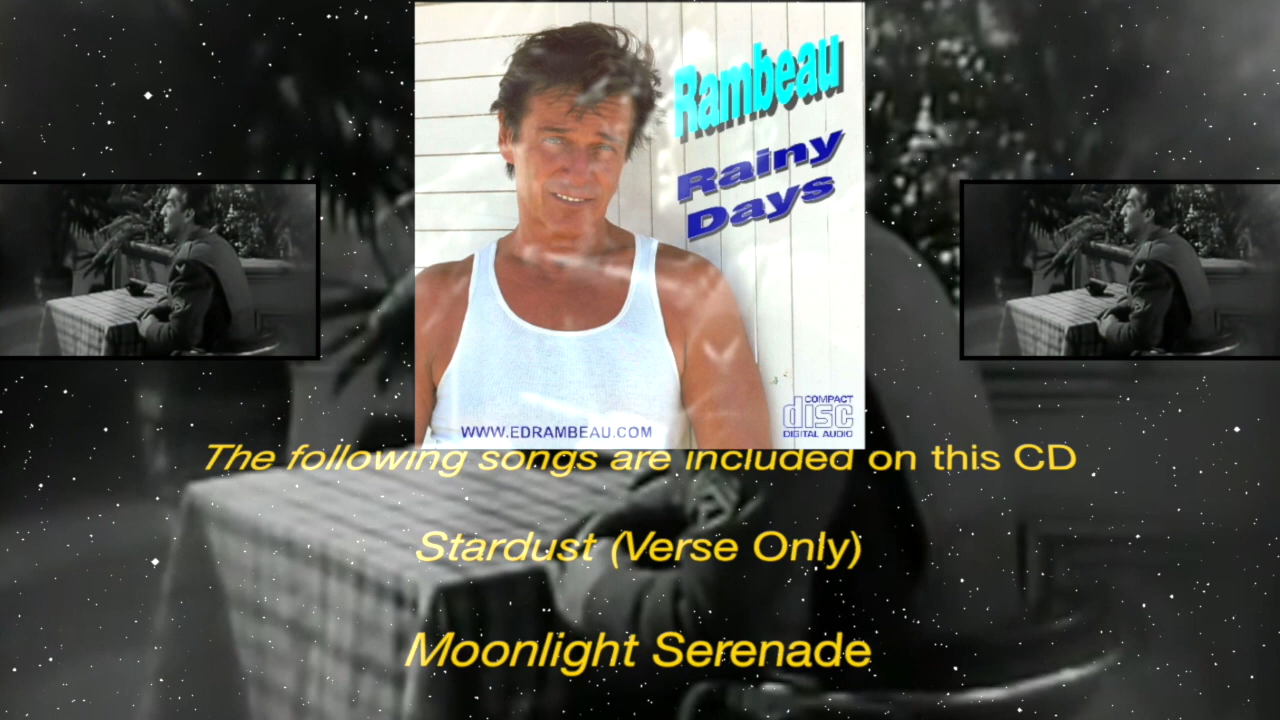 Rambeau
Rainy
Days
COMPACT
disc
DIGITAL AUDIO
WWW.EDRAMBEAU.COM
The following songs are included on this CD
Stardust (Verse Only)
Moonlight Serenade